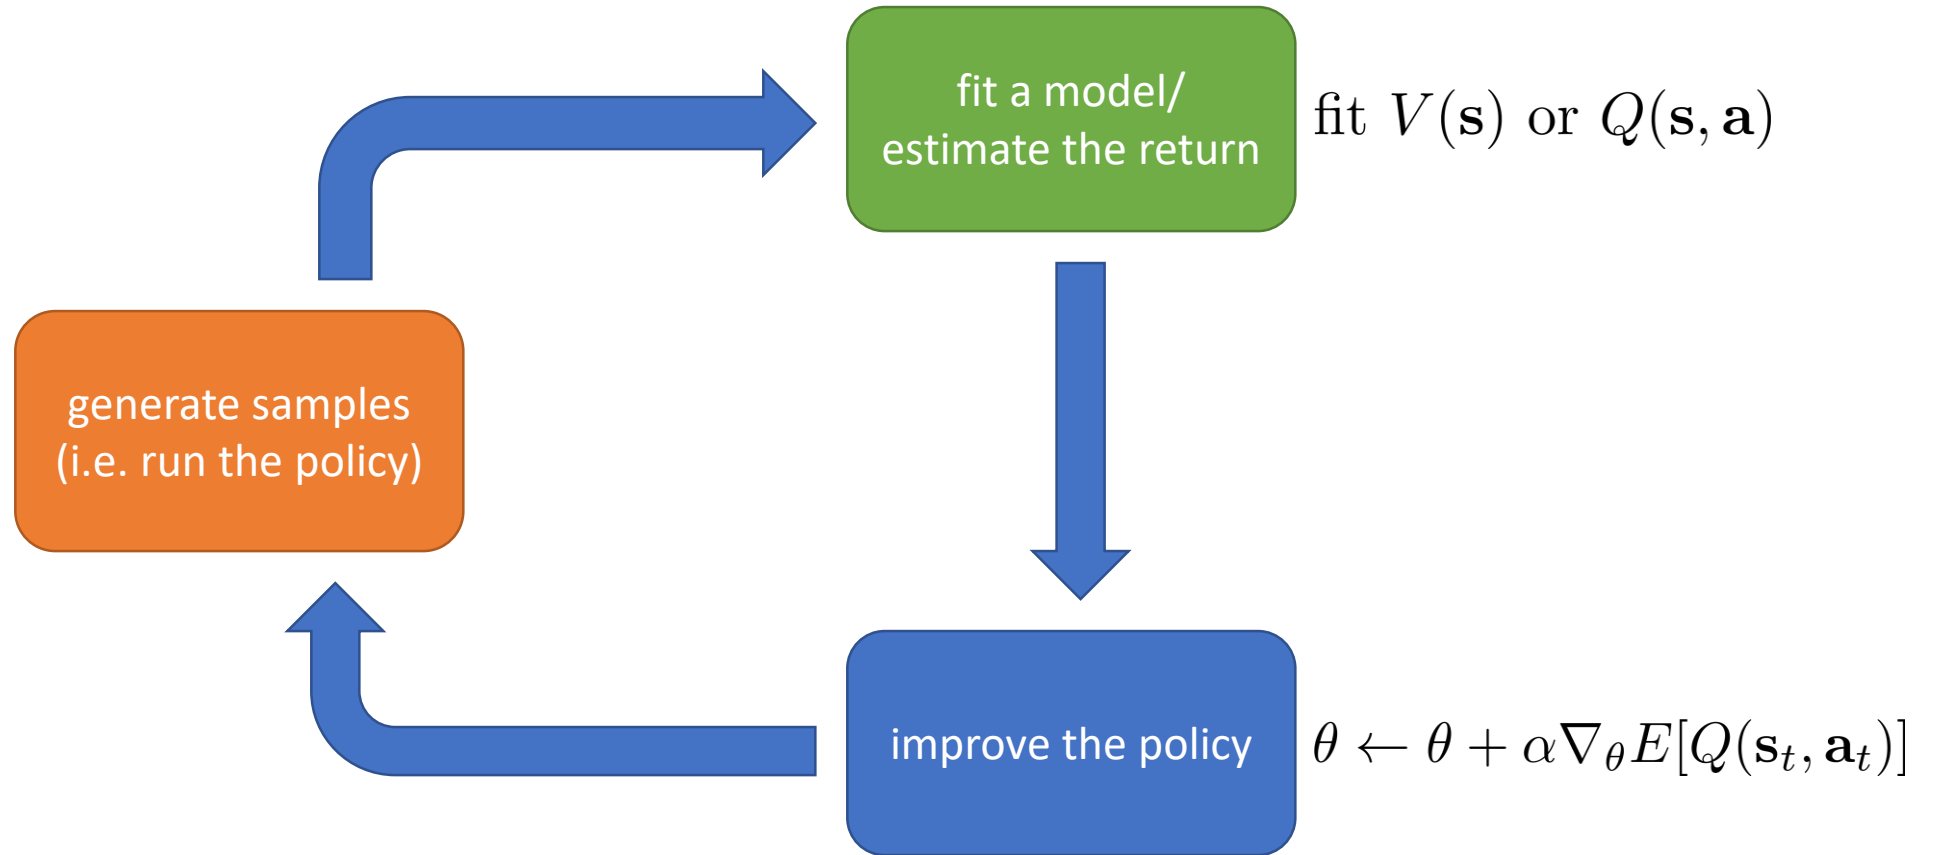 fit a model/
estimate the return
fit V(s) or Q(s, a)
generate samples
(i.e. run the policy)
improve the policy
θ ← θ + α∇θE[Q(sₜ, aₜ)]